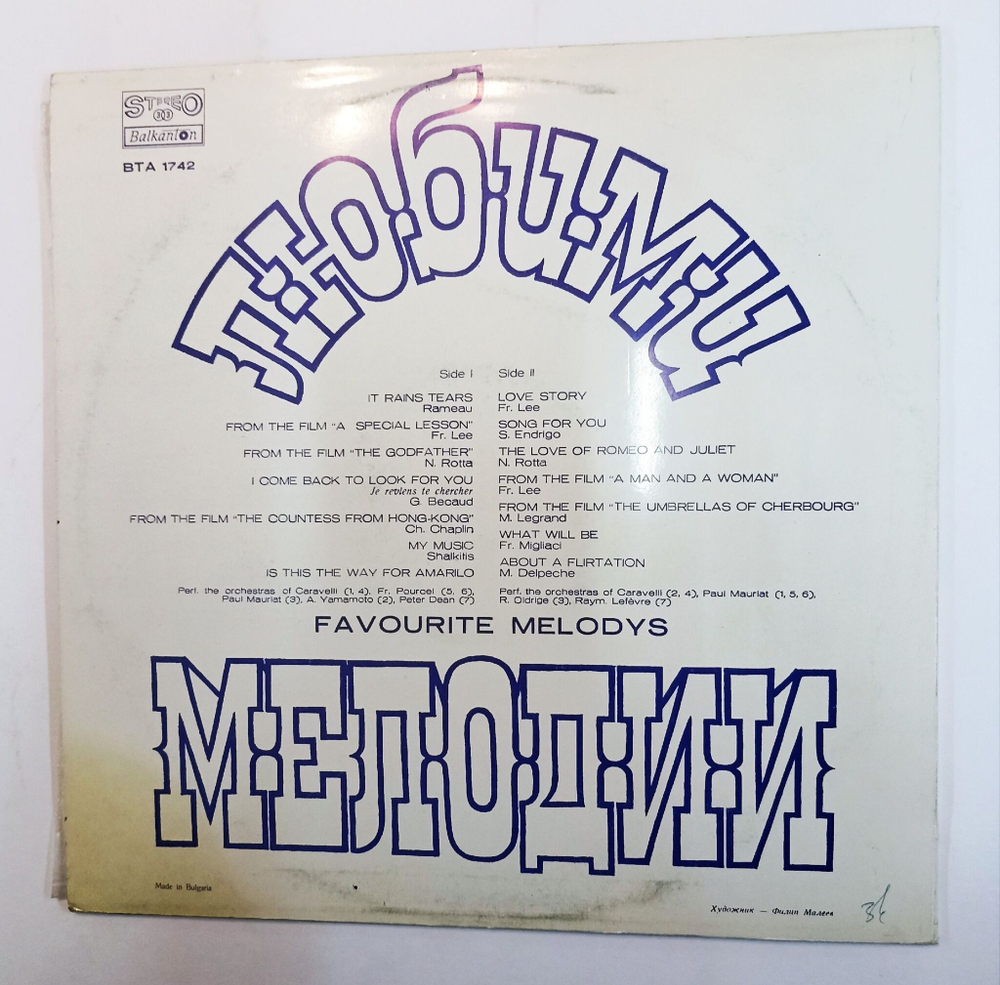 STEREO
33
Balkanton
BTA 1742
Любими
Side I
IT RAINS TEARS
Rameau
FROM THE FILM "A SPECIAL LESSON"
Fr. Lee
FROM THE FILM "THE GODFATHER"
N. Rotta
I COME BACK TO LOOK FOR YOU
Je reviens te chercher
G. Becaud
FROM THE FILM "THE COUNTESS FROM HONG-KONG"
Ch. Chaplin
MY MUSIC
Shalkitis
IS THIS THE WAY FOR AMARILO
Perf. the orchestras of Caravelli (1, 4), Fr. Pourcel (5, 6),
Paul Mauriat (3), A. Yamamoto (2), Peter Dean (7)
Side II
LOVE STORY
Fr. Lee
SONG FOR YOU
S. Endrigo
THE LOVE OF ROMEO AND JULIET
N. Rotta
FROM THE FILM "A MAN AND A WOMAN"
Fr. Lee
FROM THE FILM "THE UMBRELLAS OF CHERBOURG"
M. Legrand
WHAT WILL BE
Fr. Migliaci
ABOUT A FLIRTATION
M. Delpeche
Perf. the orchestras of Caravelli (2, 4), Paul Mauriat (1, 5, 6),
R. Oldrige (3), Raym. Lefèvre (7)
FAVOURITE MELODYS
МЕЛОДИИ
Made in Bulgaria
Художник — Филип Малеев